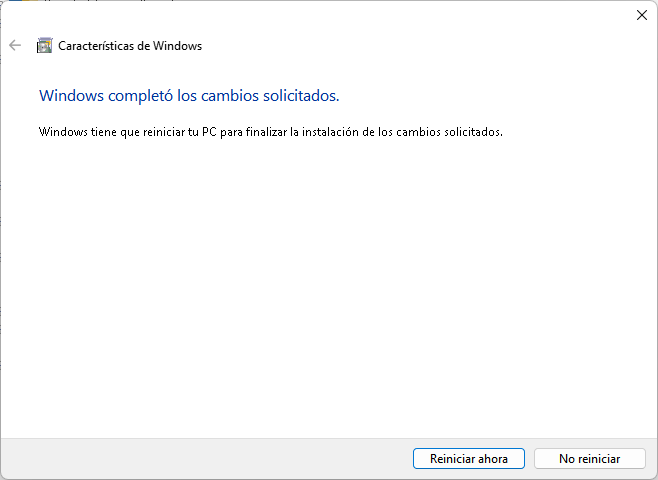 Características de Windows
Windows completó los cambios solicitados.
Windows tiene que reiniciar tu PC para finalizar la instalación de los cambios solicitados.
Reiniciar ahora
No reiniciar